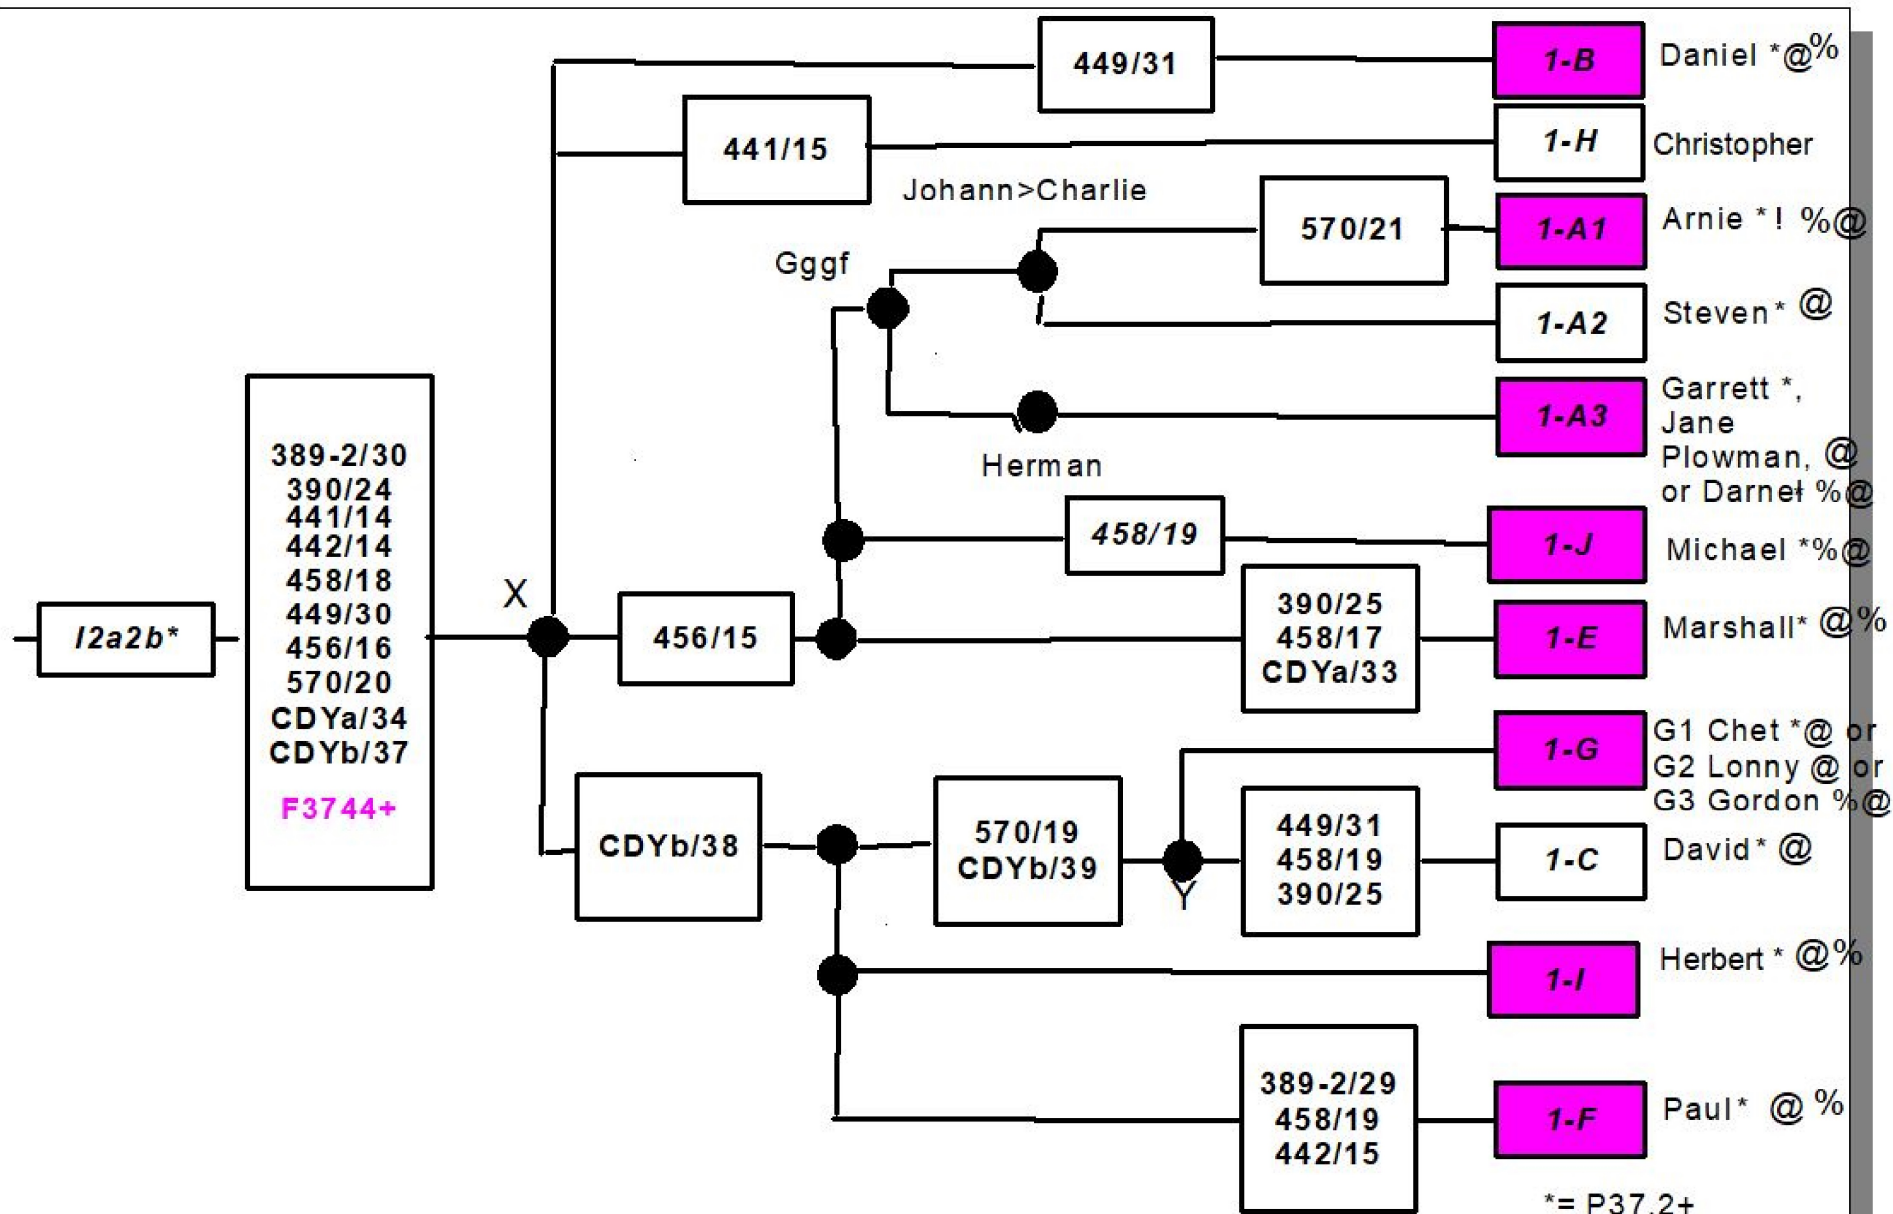 449/31
1-B
Daniel *@%
441/15
1-H
Christopher
Johann>Charlie
570/21
1-A1
Arnie *! %@
Gggf
1-A2
Steven* @
1-A3
Garrett *,
Jane
Plowman, @
or Darnel %@
Herman
458/19
1-J
Michael *%@
I2a2b*
389-2/30
390/24
441/14
442/14
458/18
449/30
456/16
570/20
CDYa/34
CDYb/37
F3744+
X
456/15
390/25
458/17
CDYa/33
1-E
Marshall* @%
1-G
G1 Chet *@ or
G2 Lonny @ or
G3 Gordon %@
CDYb/38
570/19
CDYb/39
Y
449/31
458/19
390/25
1-C
David* @
1-I
Herbert * @%
389-2/29
458/19
442/15
1-F
Paul* @ %
*= P37.2+